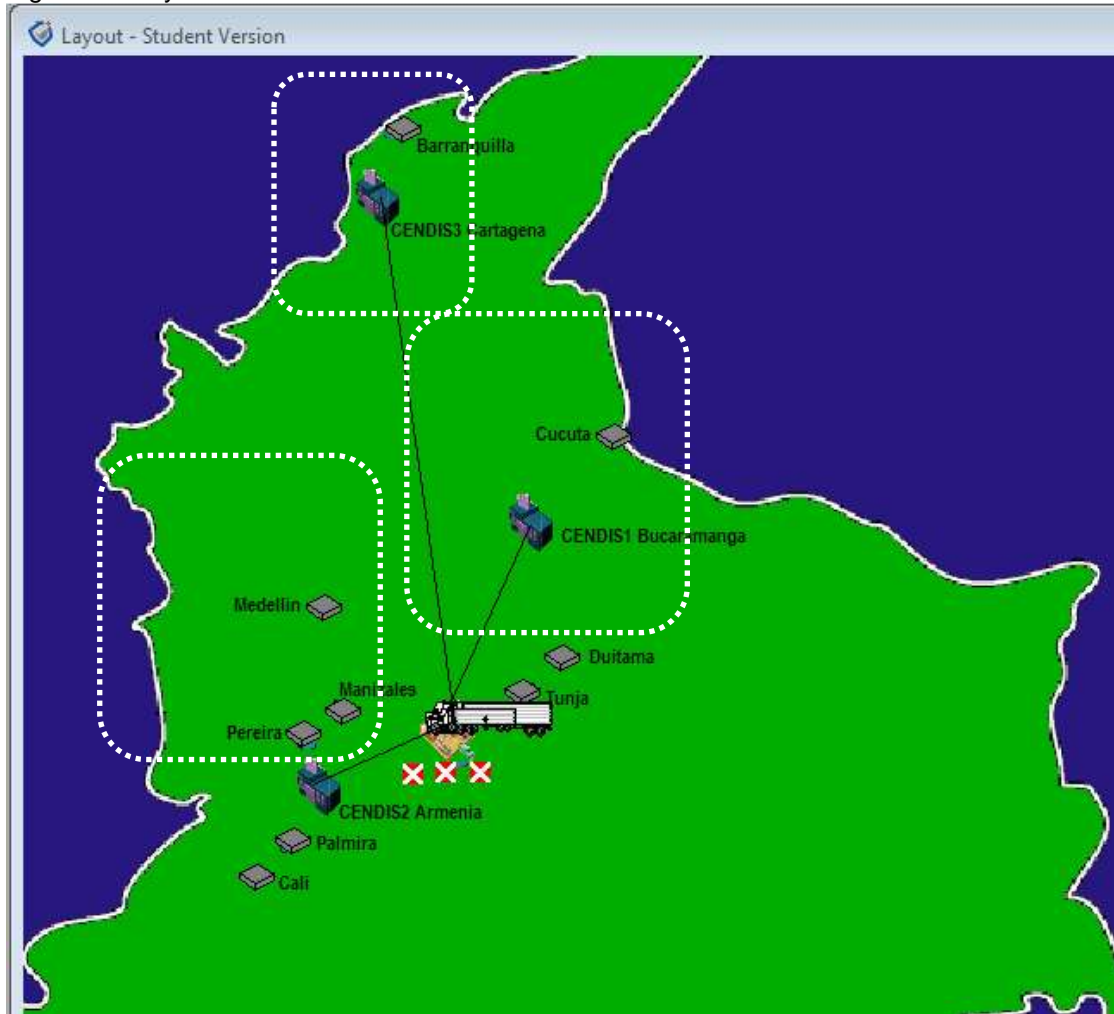 Layout - Student Version
Barranquilla
CENDIS3 Cartagena
Cucuta
CENDIS1 Bucaramanga
Medellin
Duitama
Manizales
Tunja
Pereira
CENDIS2 Armenia
Palmira
Cali